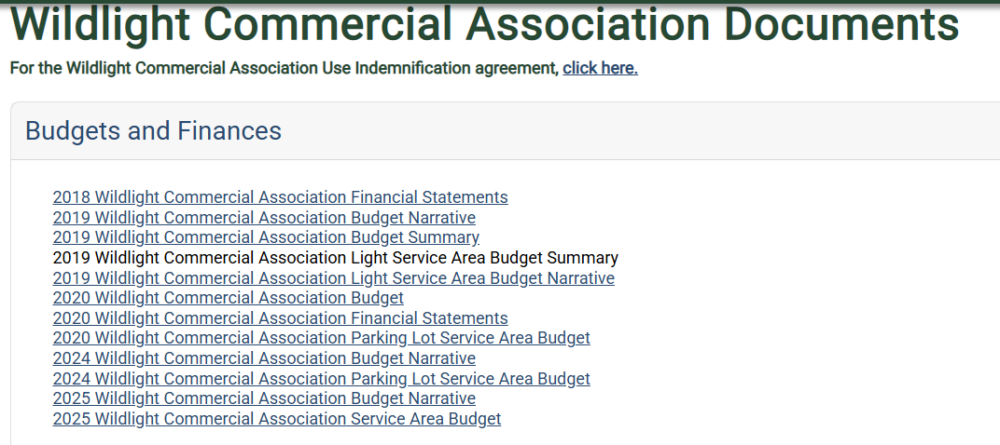 Wildlight Commercial Association Documents
For the Wildlight Commercial Association Use Indemnification agreement, click here.
Budgets and Finances
2018 Wildlight Commercial Association Financial Statements
2019 Wildlight Commercial Association Budget Narrative
2019 Wildlight Commercial Association Budget Summary
2019 Wildlight Commercial Association Light Service Area Budget Summary
2019 Wildlight Commercial Association Light Service Area Budget Narrative
2020 Wildlight Commercial Association Budget
2020 Wildlight Commercial Association Financial Statements
2020 Wildlight Commercial Association Parking Lot Service Area Budget
2024 Wildlight Commercial Association Budget Narrative
2024 Wildlight Commercial Association Parking Lot Service Area Budget
2025 Wildlight Commercial Association Budget Narrative
2025 Wildlight Commercial Association Service Area Budget